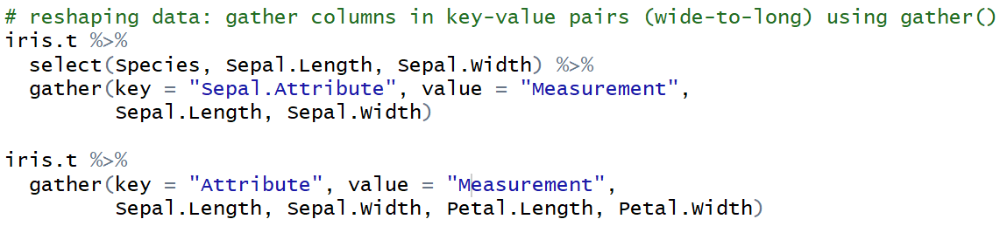 # reshaping data: gather columns in key-value pairs (wide-to-long) using gather()
iris.t %>%
  select(Species, Sepal.Length, Sepal.Width) %>%
  gather(key = "Sepal.Attribute", value = "Measurement",
         Sepal.Length, Sepal.Width)

iris.t %>%
  gather(key = "Attribute", value = "Measurement",
         Sepal.Length, Sepal.Width, Petal.Length, Petal.Width)